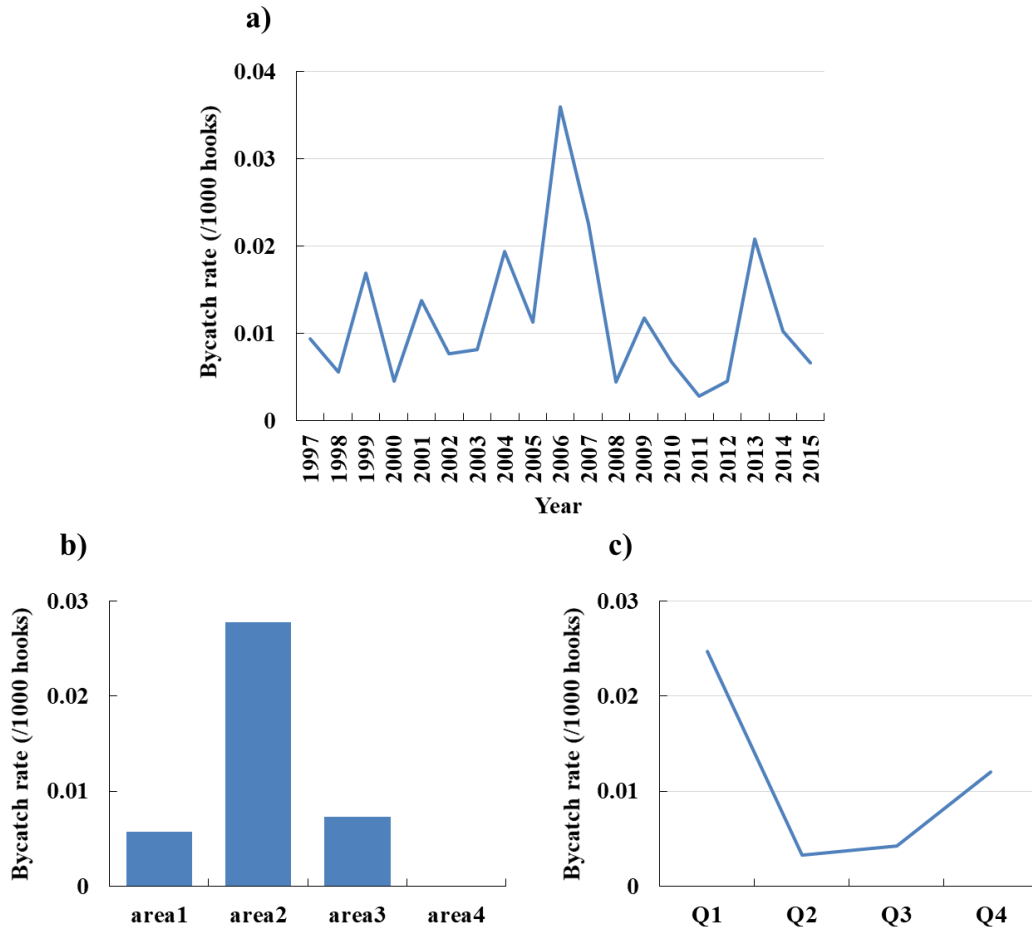 a)
Bycatch rate (/1000 hooks)
0.04
0.03
0.02
0.01
0
1997 1998 1999 2000 2001 2002 2003 2004 2005 2006 2007 2008 2009 2010 2011 2012 2013 2014 2015
Year
b)
Bycatch rate (/1000 hooks)
0.03
0.02
0.01
0
area1 area2 area3 area4
c)
Bycatch rate (/1000 hooks)
0.03
0.02
0.01
0
Q1 Q2 Q3 Q4